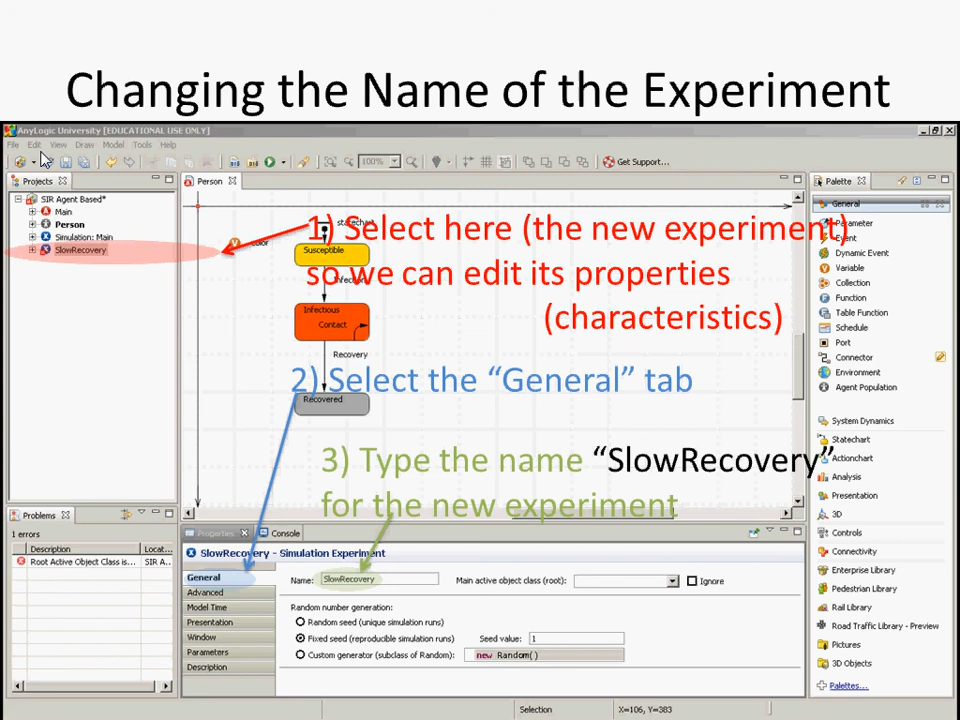 Changing the Name of the Experiment
AnyLogic University [EDUCATIONAL USE ONLY]
File Edit View Draw Model Tools Help
100% Get Support...
Projects
SIR Agent Based*
Main
Person
Simulation: Main
SlowRecovery
Person
statechart
Susceptible
Infection
Infectious
Contact
Recovery
Recovered
1) Select here (the new experiment)
so we can edit its properties
(characteristics)
2) Select the “General” tab
3) Type the name “SlowRecovery”
for the new experiment
Palette
General
Parameter
Event
Dynamic Event
Variable
Collection
Function
Table Function
Schedule
Port
Connector
Environment
Agent Population
System Dynamics
Statechart
Actionchart
Analysis
Presentation
3D
Controls
Connectivity
Enterprise Library
Pedestrian Library
Rail Library
Road Traffic Library - Preview
Pictures
3D Objects
Palettes...
Problems
1 errors
Description Locat...
Root Active Object Class is... SIR A...
Properties Console
SlowRecovery - Simulation Experiment
General
Advanced
Model Time
Presentation
Window
Parameters
Description
Name: SlowRecovery Main active object class (root): Ignore
Random number generation:
Random seed (unique simulation runs)
Fixed seed (reproducible simulation runs) Seed value: 1
Custom generator (subclass of Random): new Random()
Selection X=106, Y=383